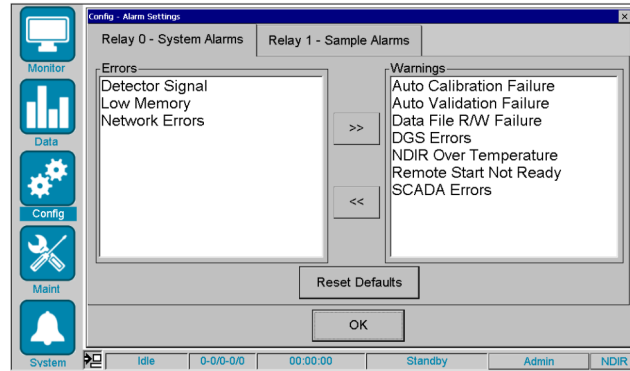 Config - Alarm Settings
Relay 0 - System Alarms
Relay 1 - Sample Alarms
Monitor
Data
Config
Maint
System
Errors
Detector Signal
Low Memory
Network Errors
>>
<<
Warnings
Auto Calibration Failure
Auto Validation Failure
Data File R/W Failure
DGS Errors
NDIR Over Temperature
Remote Start Not Ready
SCADA Errors
Reset Defaults
OK
Idle
0-0/0-0/0
00:00:00
Standby
Admin
NDIR